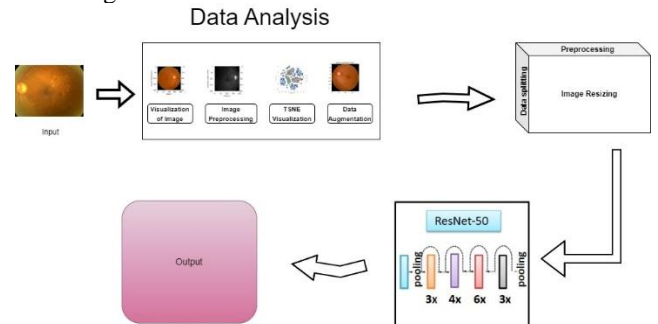 Data Analysis
Input
Visualization
of Image
Image
Preprocessing
TSNE
Visualization
Data
Augmentation
Preprocessing
Data splitting
Image Resizing
ResNet-50
pooling
pooling
3x 4x 6x 3x
Output